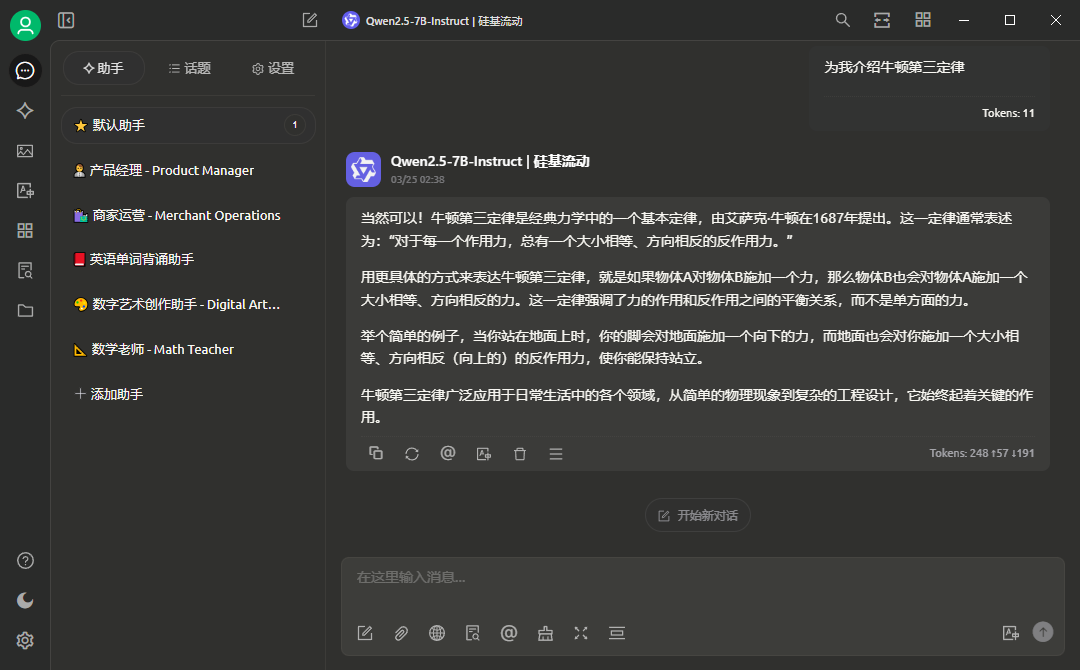 Qwen2.5-7B-Instruct | 硅基流动
助手
话题
设置
默认助手
1
产品经理 - Product Manager
商家运营 - Merchant Operations
英语单词背诵助手
数字艺术创作助手 - Digital Art...
数学老师 - Math Teacher
添加助手
为我介绍牛顿第三定律
Tokens: 11
Qwen2.5-7B-Instruct | 硅基流动
03/25 02:38
当然可以！牛顿第三定律是经典力学中的一个基本定律，由艾萨克·牛顿在1687年提出。这一定律通常表述
为：“对于每一个作用力，总有一个大小相等、方向相反的反作用力。”
用更具体的方式来表达牛顿第三定律，就是如果物体A对物体B施加一个力，那么物体B也会对物体A施加一个
大小相等、方向相反的力。这一定律强调了力的作用和反作用之间的平衡关系，而不是单方面的力。
举个简单的例子，当你站在地面上时，你的脚会对地面施加一个向下的力，而地面也会对你施加一个大小相
等、方向相反（向上的）的反作用力，使你能保持站立。
牛顿第三定律广泛应用于日常生活中的各个领域，从简单的物理现象到复杂的工程设计，它始终起着关键的作
用。
Tokens: 248 ↑57 ↓191
开始新对话
在这里输入消息...